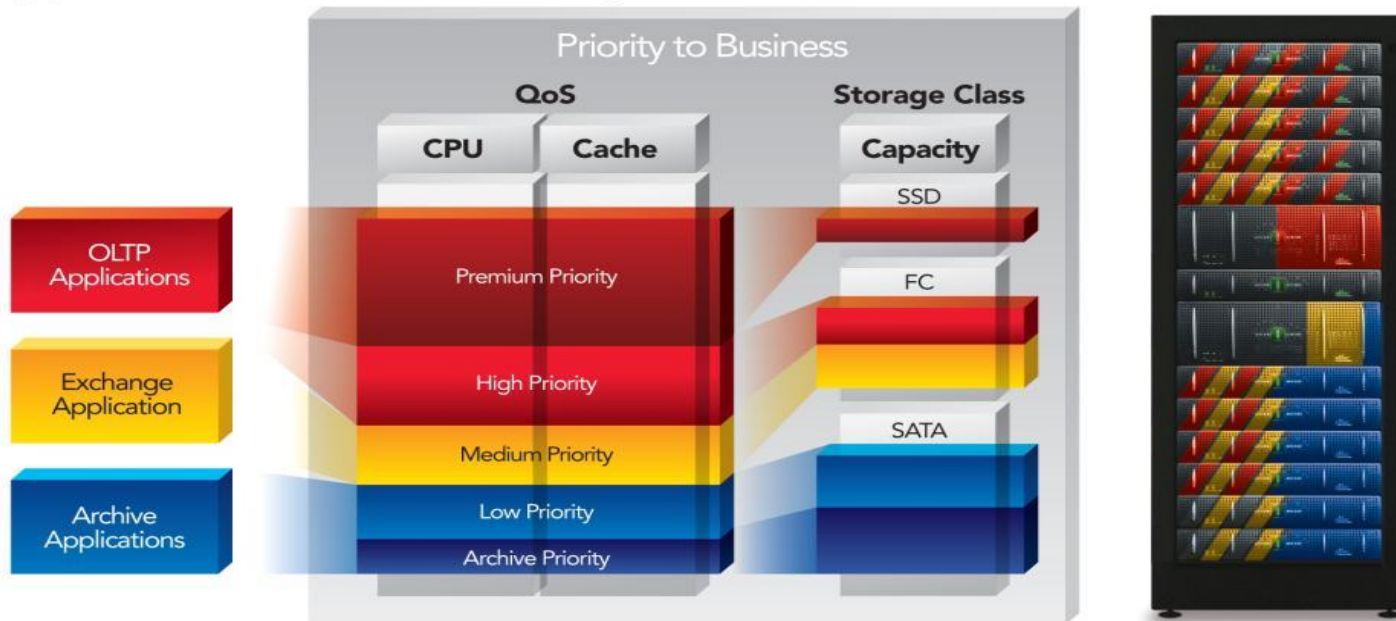 Priority to Business
QoS
Storage Class
CPU
Cache
Capacity
SSD
OLTP
Applications
Premium Priority
FC
Exchange
Application
High Priority
Medium Priority
SATA
Archive
Applications
Low Priority
Archive Priority